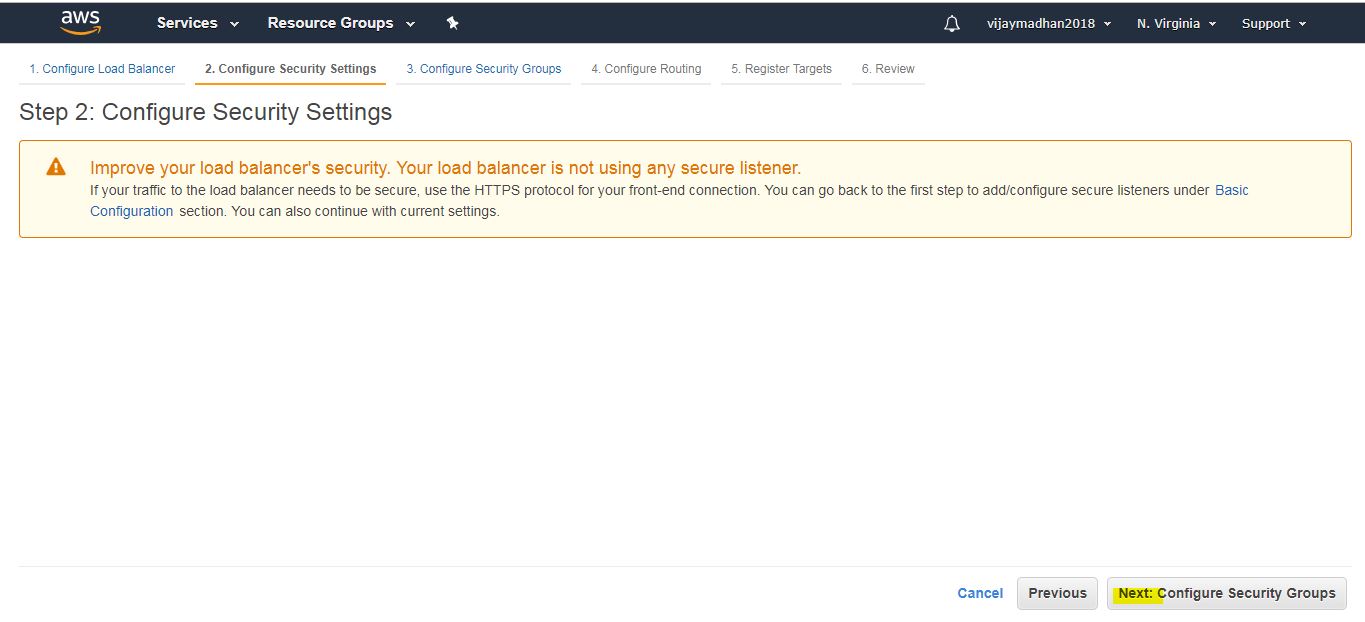 aws Services Resource Groups vijaymadhan2018 N. Virginia Support
1. Configure Load Balancer 2. Configure Security Settings 3. Configure Security Groups 4. Configure Routing 5. Register Targets 6. Review
Step 2: Configure Security Settings
Improve your load balancer's security. Your load balancer is not using any secure listener.
If your traffic to the load balancer needs to be secure, use the HTTPS protocol for your front-end connection. You can go back to the first step to add/configure secure listeners under Basic
Configuration section. You can also continue with current settings.
Cancel Previous Next: Configure Security Groups